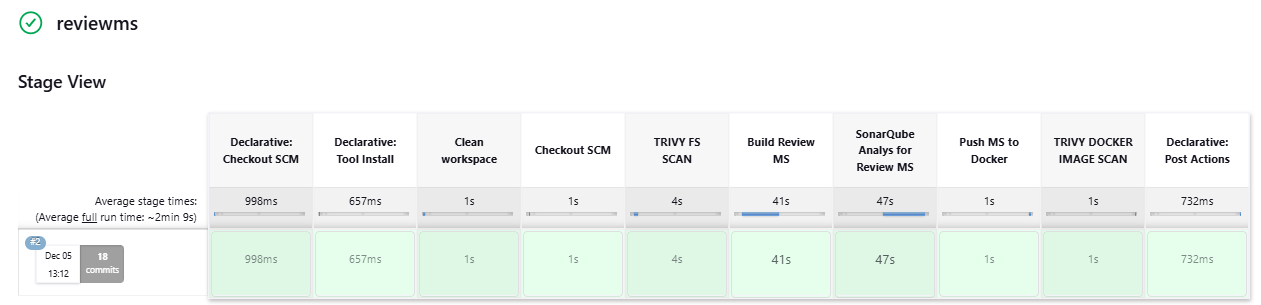 reviewms
Stage View
Declarative:
Checkout SCM
Declarative:
Tool Install
Clean
workspace
Checkout SCM
TRIVY FS
SCAN
Build Review
MS
SonarQube
Analys for
Review MS
Push MS to
Docker
TRIVY DOCKER
IMAGE SCAN
Declarative:
Post Actions
Average stage times:
(Average full run time: ~2min 9s)
998ms
657ms
1s
1s
4s
41s
47s
1s
1s
732ms
#2
Dec 05
13:12
18
commits
998ms
657ms
1s
1s
4s
41s
47s
1s
1s
732ms